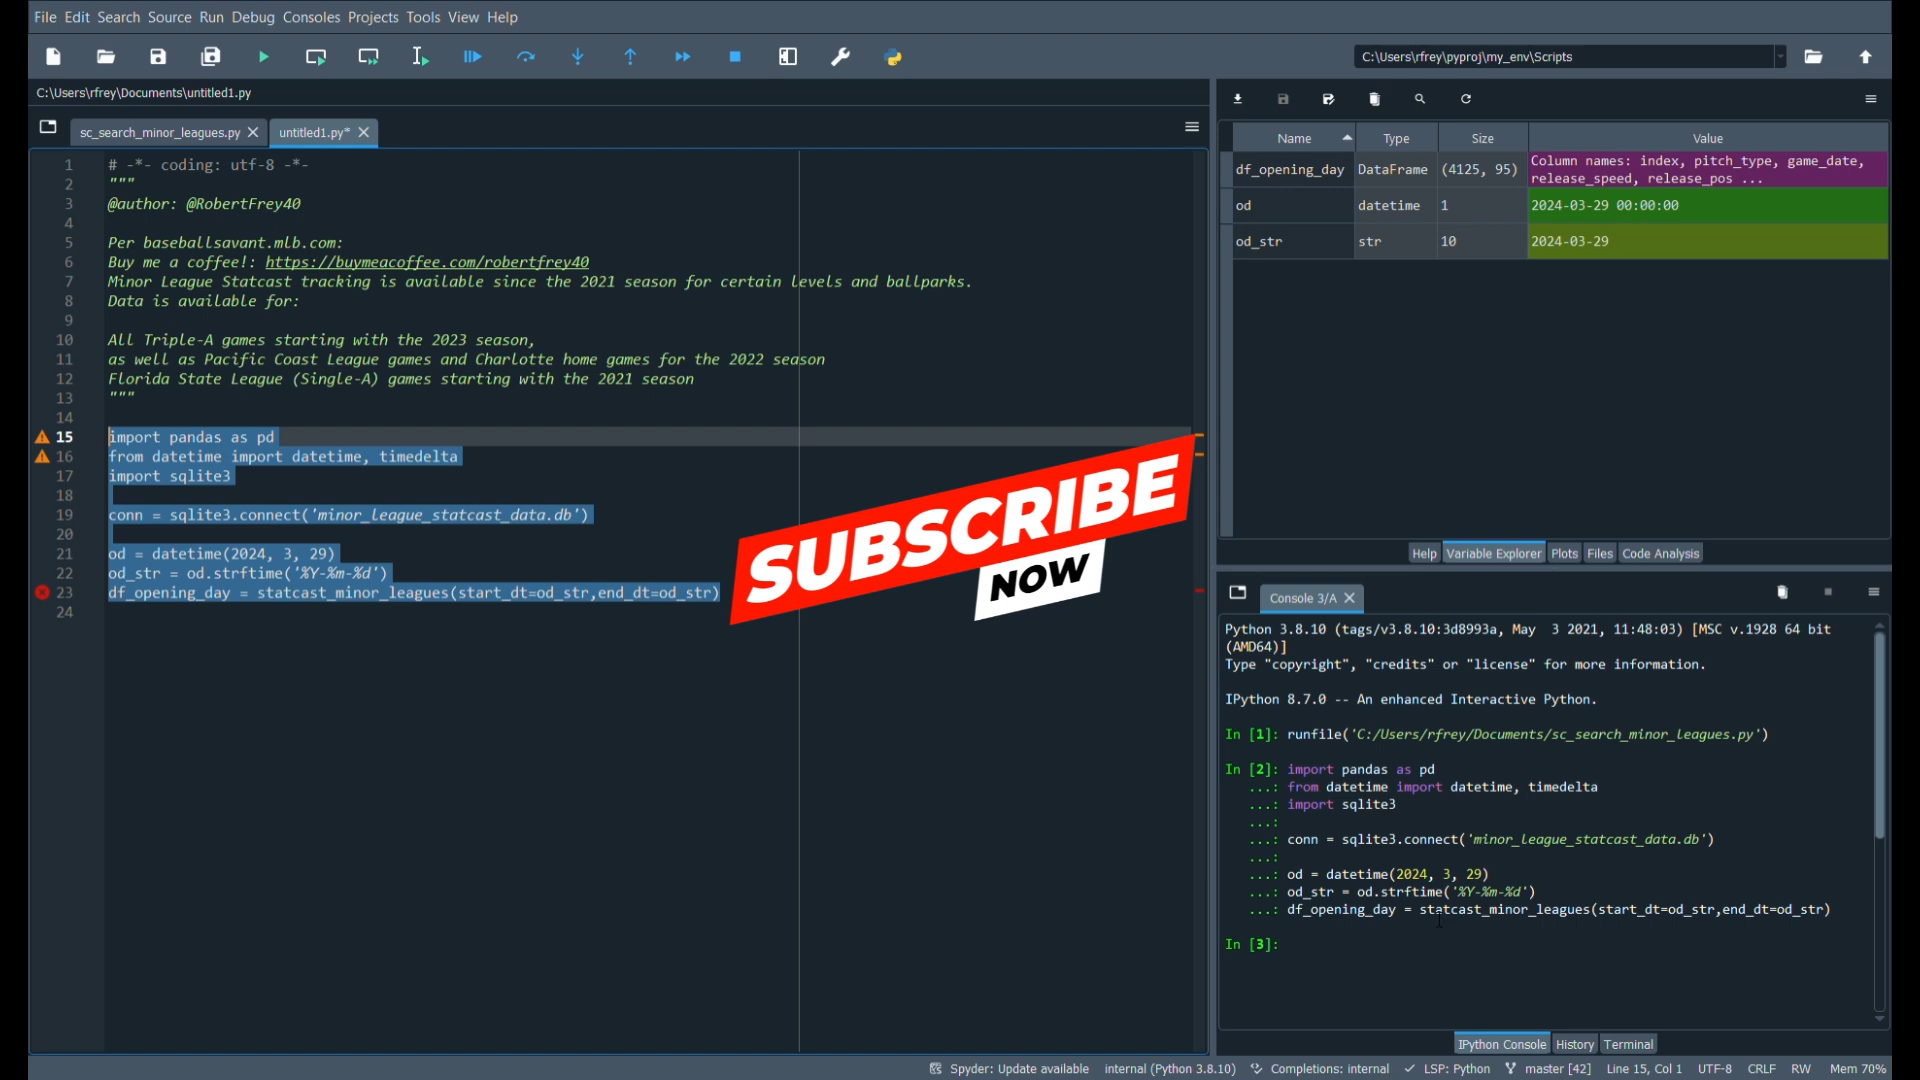 File Edit Search Source Run Debug Consoles Projects Tools View Help
C:\Users\rfrey\pyproj\my_env\Scripts
C:\Users\rfrey\Documents\untitled1.py
sc_search_minor_leagues.py
untitled1.py*
1 # -*- coding: utf-8 -*-
2 """
3 @author: @RobertFrey40
4
5 Per baseballsavant.mlb.com:
6 Buy me a coffee!: https://buymeacoffee.com/robertfrey40
7 Minor League Statcast tracking is available since the 2021 season for certain levels and ballparks.
8 Data is available for:
9
10 All Triple-A games starting with the 2023 season,
11 as well as Pacific Coast League games and Charlotte home games for the 2022 season
12 Florida State League (Single-A) games starting with the 2021 season
13 """
14
15 import pandas as pd
16 from datetime import datetime, timedelta
17 import sqlite3
18
19 conn = sqlite3.connect('minor_league_statcast_data.db')
20
21 od = datetime(2024, 3, 29)
22 od_str = od.strftime('%Y-%m-%d')
23 df_opening_day = statcast_minor_leagues(start_dt=od_str,end_dt=od_str)
24
SUBSCRIBE
NOW
Name Type Size Value
df_opening_day DataFrame (4125, 95) Column names: index, pitch_type, game_date,
release_speed, release_pos ...
od datetime 1 2024-03-29 00:00:00
od_str str 10 2024-03-29
Help Variable Explorer Plots Files Code Analysis
Console 3/A
Python 3.8.10 (tags/v3.8.10:3d8993a, May 3 2021, 11:48:03) [MSC v.1928 64 bit
(AMD64)]
Type "copyright", "credits" or "license" for more information.
IPython 8.7.0 -- An enhanced Interactive Python.
In [1]: runfile('C:/Users/rfrey/Documents/sc_search_minor_leagues.py')
In [2]: import pandas as pd
...: from datetime import datetime, timedelta
...: import sqlite3
...:
...: conn = sqlite3.connect('minor_league_statcast_data.db')
...:
...: od = datetime(2024, 3, 29)
...: od_str = od.strftime('%Y-%m-%d')
...: df_opening_day = statcast_minor_leagues(start_dt=od_str,end_dt=od_str)
In [3]:
IPython Console History Terminal
Spyder: Update available internal (Python 3.8.10) Completions: internal LSP: Python master [42] Line 15, Col 1 UTF-8 CRLF RW Mem 70%